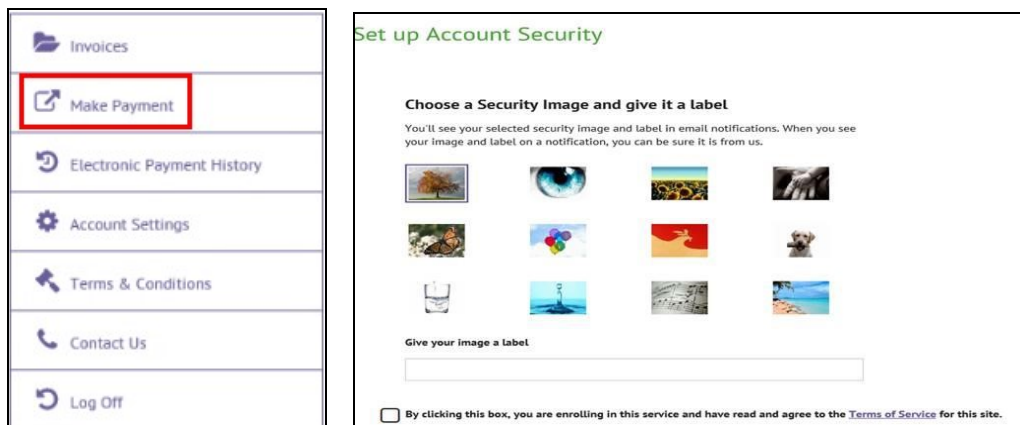 Invoices
Make Payment
Electronic Payment History
Account Settings
Terms & Conditions
Contact Us
Log Off
Set up Account Security
Choose a Security Image and give it a label
You'll see your selected security image and label in email notifications. When you see
your image and label on a notification, you can be sure it is from us.
Give your image a label
By clicking this box, you are enrolling in this service and have read and agree to the Terms of Service for this site.